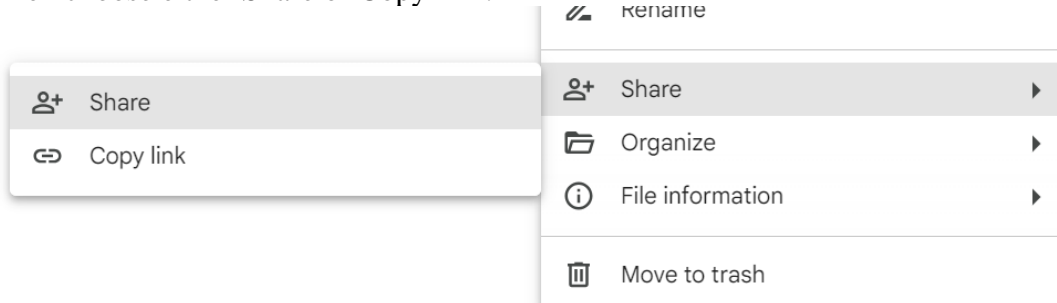 Rename
Share
Copy link
Share
Organize
File information
Move to trash